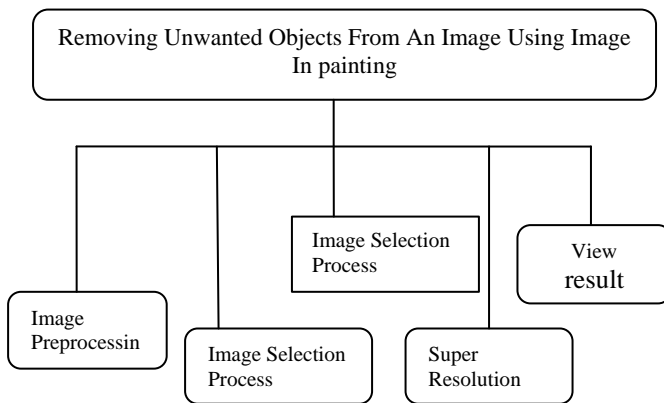 Removing Unwanted Objects From An Image Using Image
In painting
Image Selection
Process
View
result
Image
Preprocessin
Image Selection
Process
Super
Resolution